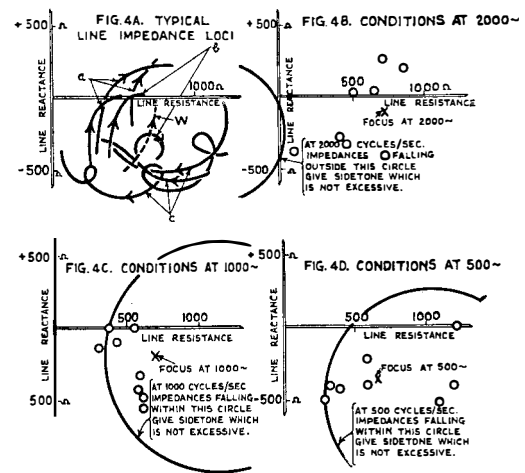 FIG.4A. TYPICAL
LINE IMPEDANCE LOCI
+500
LINE REACTANCE
-500
a
b
1000Ω
LINE RESISTANCE
W
C
FIG.4B. CONDITIONS AT 2000~
+500
LINE REACTANCE
-500
500
1000Ω
LINE RESISTANCE
FOCUS AT 2000~
AT 2000 CYCLES/SEC.
IMPEDANCES FALLING
OUTSIDE THIS CIRCLE
GIVE SIDETONE WHICH
IS NOT EXCESSIVE.
FIG.4C. CONDITIONS AT 1000~
+500
LINE REACTANCE
500
500
1000
LINE RESISTANCE
FOCUS AT 1000~
AT 1000 CYCLES/SEC
IMPEDANCES FALLING
WITHIN THIS CIRCLE
GIVE SIDETONE WHICH
IS NOT EXCESSIVE.
FIG.4D. CONDITIONS AT 500~
+500
LINE REACTANCE
-500
500
1000
LINE RESISTANCE
FOCUS AT 500~
AT 500 CYCLES/SEC.
IMPEDANCES FALLING
WITHIN THIS CIRCLE
GIVE SIDETONE WHICH
IS NOT EXCESSIVE.